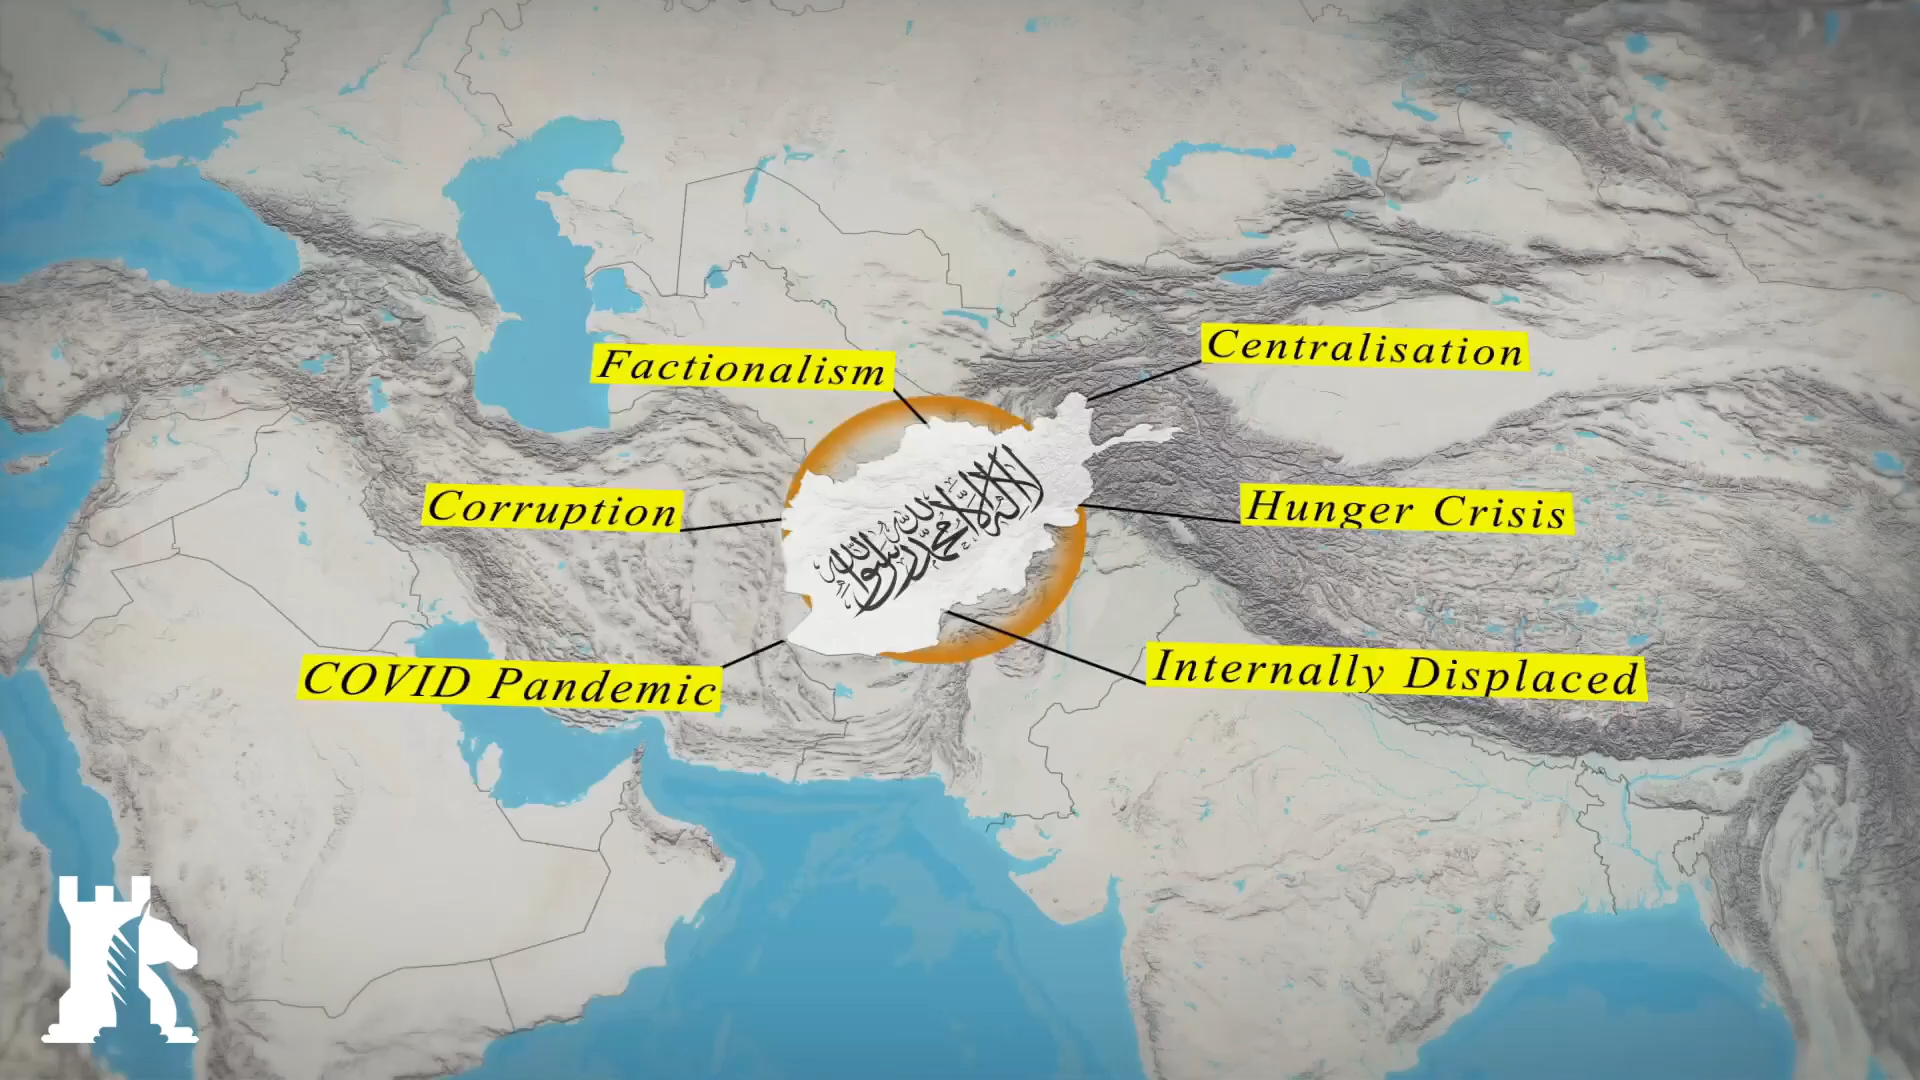 Factionalism
Centralisation
Corruption
Hunger Crisis
لا إله إلا الله محمد رسول الله
COVID Pandemic
Internally Displaced